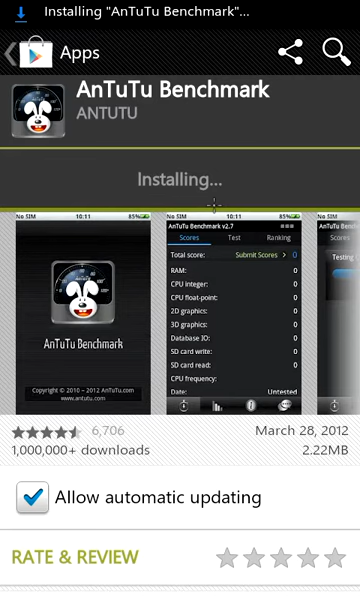 Installing "AnTuTu Benchmark"...
Apps
AnTuTu Benchmark
ANTUTU
Installing...
No SIM 10:11 85%
AnTuTu Benchmark
Copyright © 2010 - 2012 AnTuTu.com
www.antutu.com
No SIM 10:11 85%
AnTuTu Benchmark v2.7
Scores Test Ranking
Total score: Submit Scores > 0
RAM: 0
CPU integer: 0
CPU float-point: 0
2D graphics: 0
3D graphics: 0
Database IO: 0
SD card write: 0
SD card read: 0
CPU frequency:
Date: Untested
No SIM
AnTuTu Bench
Scores
Testing
6,706
1,000,000+ downloads
March 28, 2012
2.22MB
Allow automatic updating
RATE & REVIEW